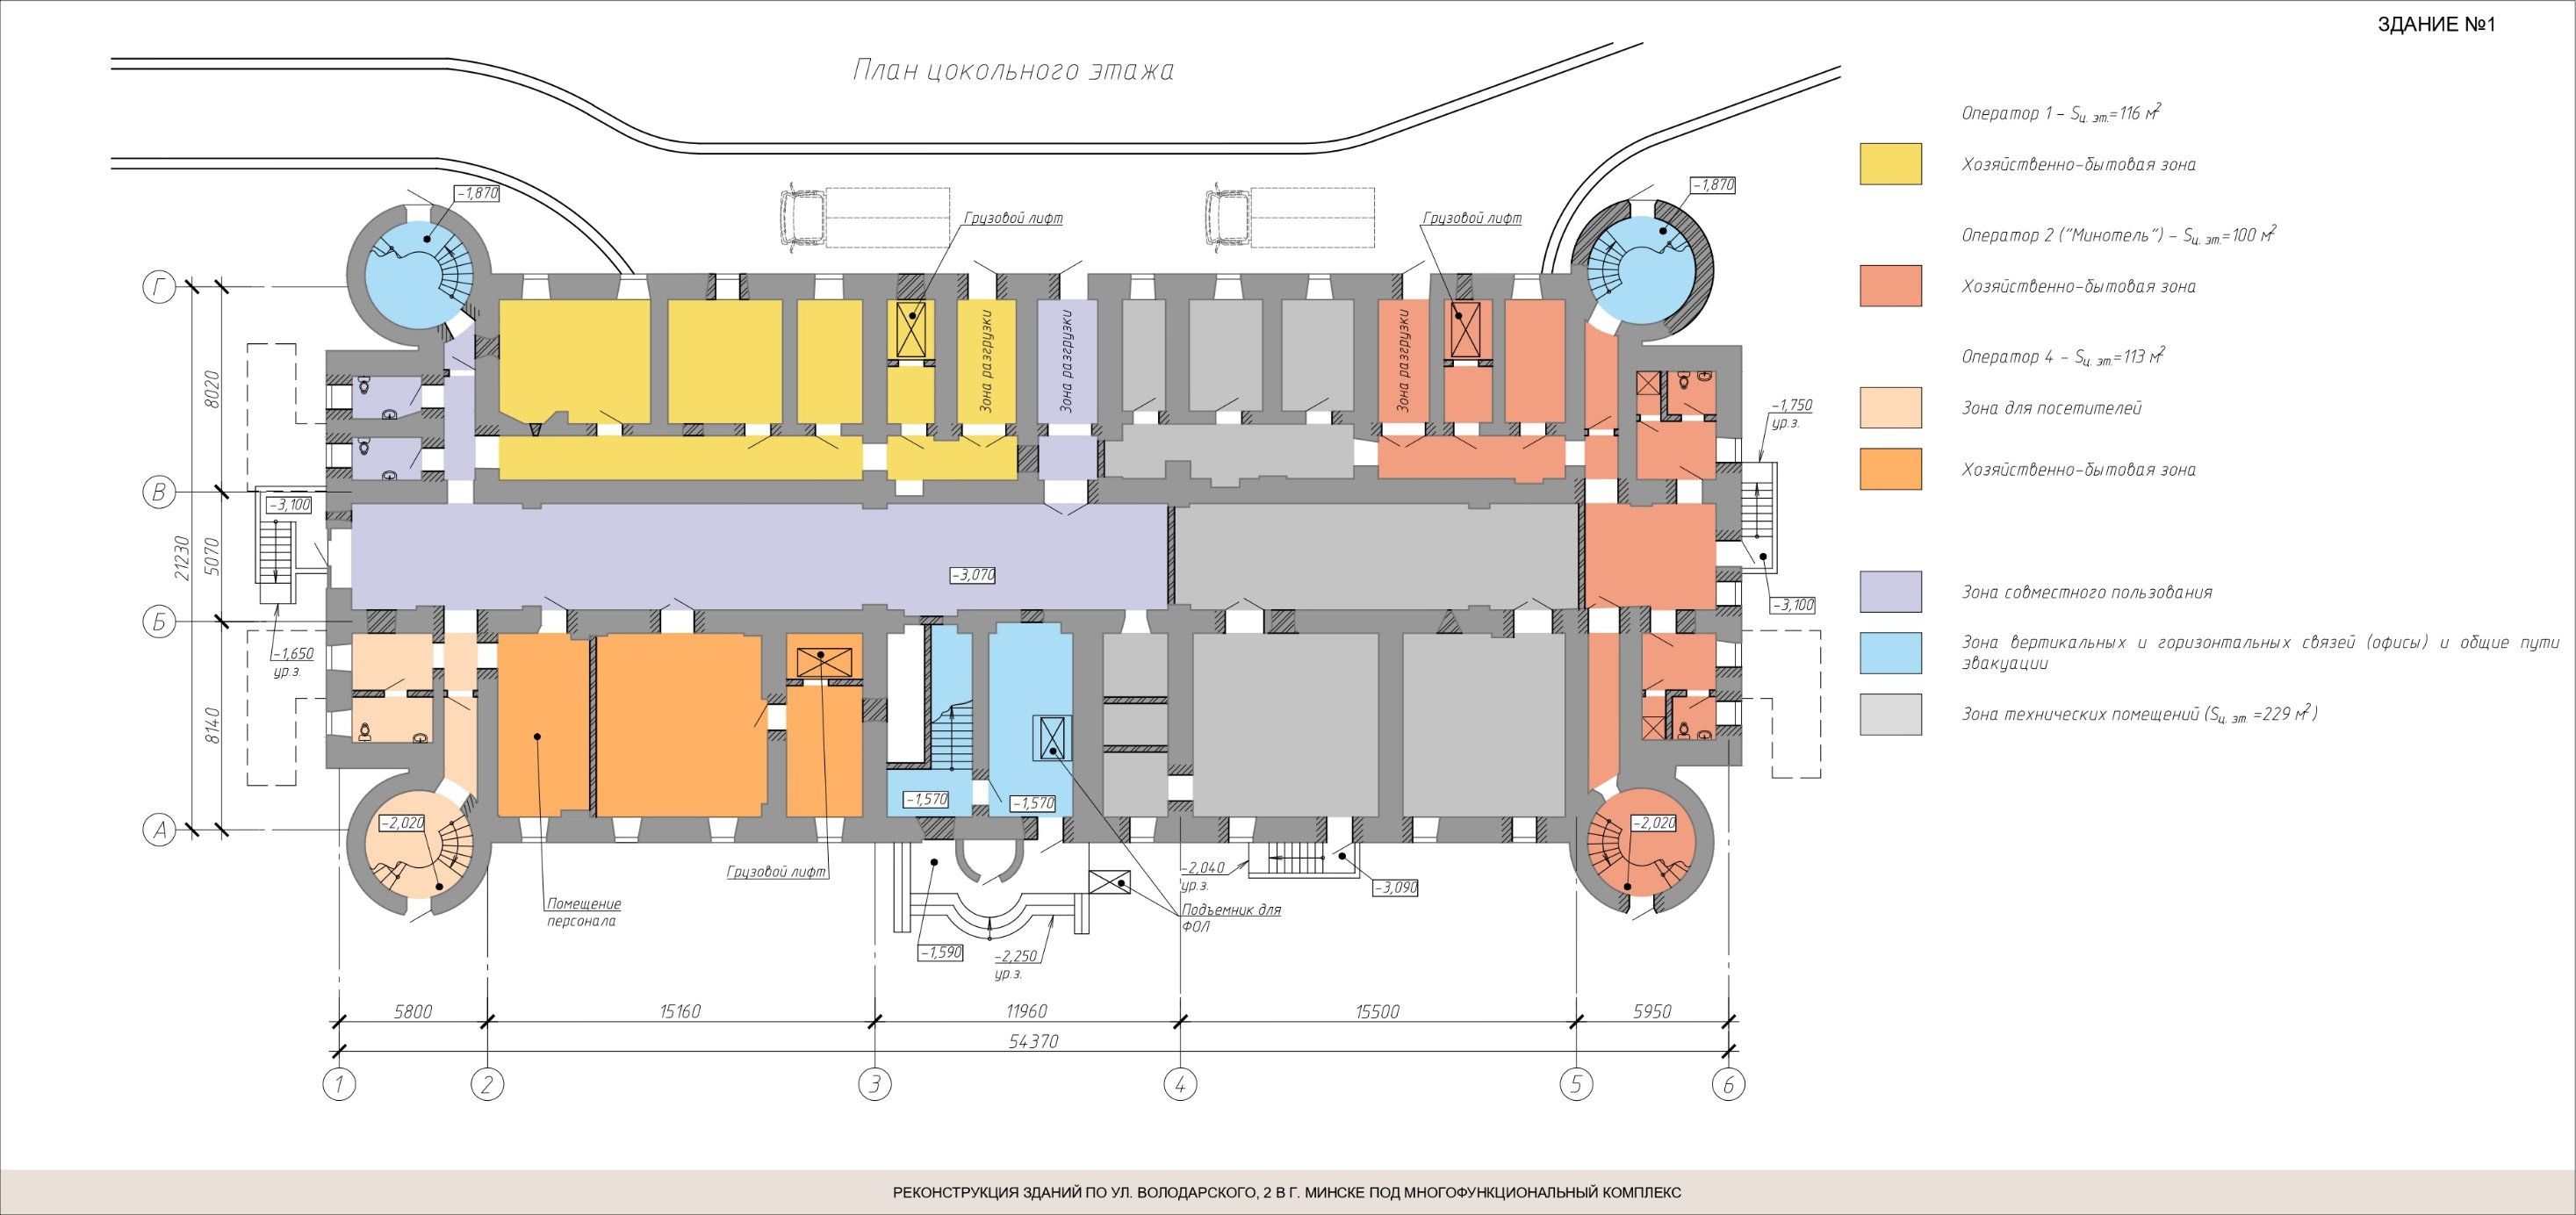 ЗДАНИЕ №1
План цокольного этажа
Оператор 1 – Sц. эт.=116 м²
Хозяйственно-бытовая зона
Оператор 2 ("Минотель") – Sц. эт.=100 м²
Хозяйственно-бытовая зона
Оператор 4 – Sц. эт.=113 м²
Зона для посетителей
Хозяйственно-бытовая зона
Зона совместного пользования
Зона вертикальных и горизонтальных связей (офисы) и общие пути
эвакуации
Зона технических помещений (Sц. эт. =229 м²)
-1,870
-1,870
Грузовой лифт
Грузовой лифт
Г
Зона разгрузки
Зона разгрузки
Зона разгрузки
8020
-1,750
ур.з.
В
-3,100
21230
5070
-3,070
-3,100
Б
-1,650
ур.з.
8140
-1,570
-1,570
А
-2,020
-2,020
Грузовой лифт
-2,040
ур.з.
-3,090
Помещение
персонала
Подъемник для
ФОЛ
-1,590
-2,250
ур.з.
5800
15160
11960
15500
5950
54370
1
2
3
4
5
6
РЕКОНСТРУКЦИЯ ЗДАНИЙ ПО УЛ. ВОЛОДАРСКОГО, 2 В Г. МИНСКЕ ПОД МНОГОФУНКЦИОНАЛЬНЫЙ КОМПЛЕКС